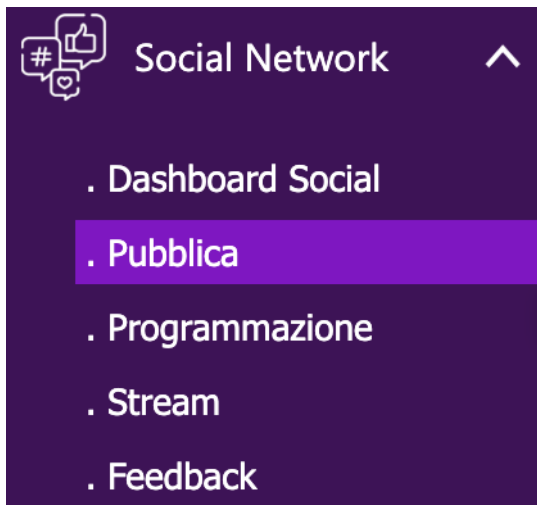 #
Social Network
. Dashboard Social
. Pubblica
. Programmazione
. Stream
. Feedback